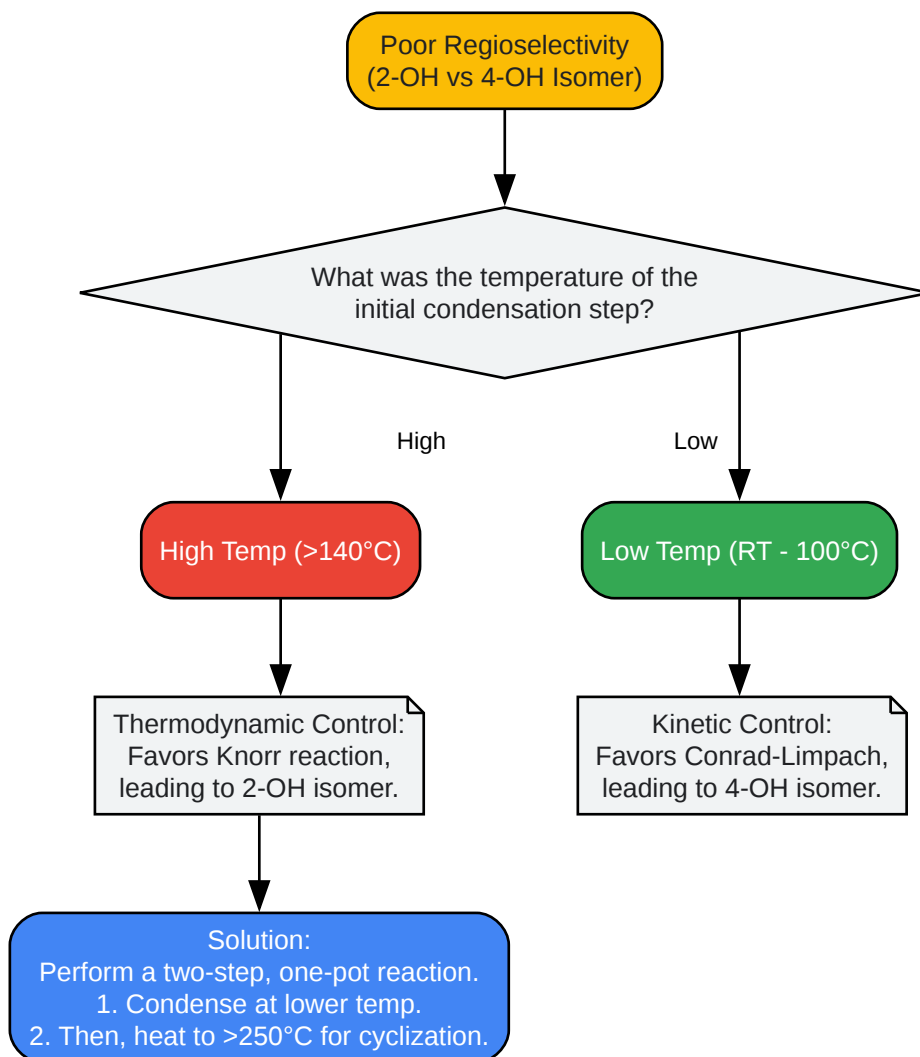 Poor Regioselectivity
(2-OH vs 4-OH Isomer)
What was the temperature of the
initial condensation step?
High
Low
High Temp (>140°C)
Low Temp (RT - 100°C)
Thermodynamic Control:
Favors Knorr reaction,
leading to 2-OH isomer.
Kinetic Control:
Favors Conrad-Limpach,
leading to 4-OH isomer.
Solution:
Perform a two-step, one-pot reaction.
1. Condense at lower temp.
2. Then, heat to >250°C for cyclization.